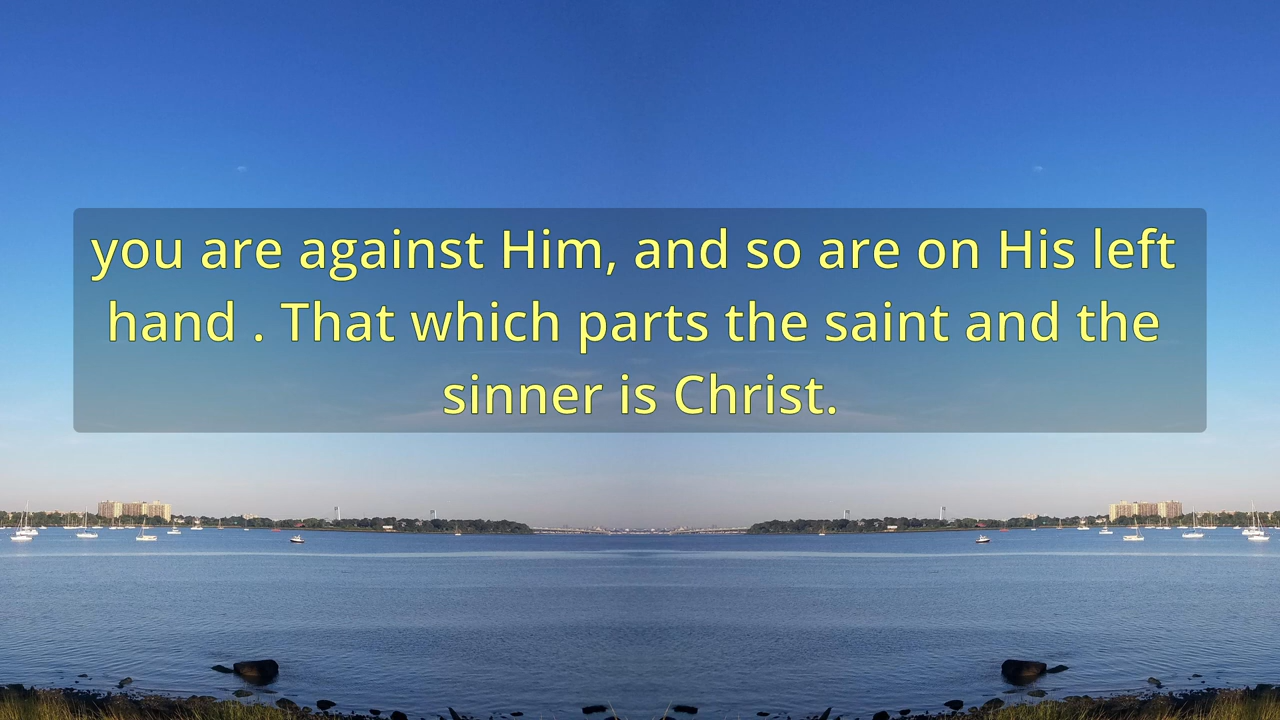 you are against Him, and so are on His left
hand . That which parts the saint and the
sinner is Christ.